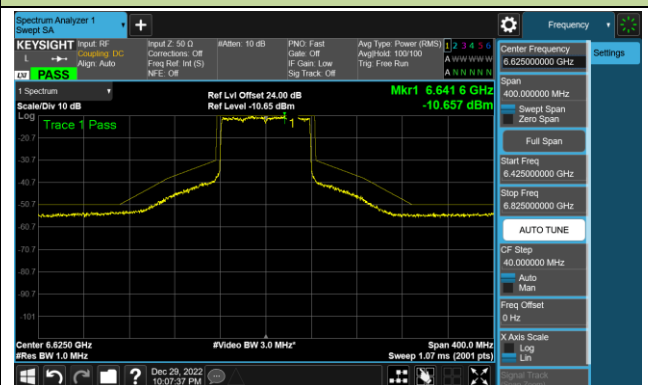 Spectrum Analyzer 1
Swept SA
Frequency
KEYSIGHT
L
PASS
Input: RF
Coupling: DC
Align: Auto
Input Z: 50 Ω
Corrections: Off
Freq Ref: Int (S)
NFE: Off
#Atten: 10 dB
PNO: Fast
Gate: Off
IF Gain: Low
Sig Track: Off
Avg Type: Power (RMS)
Avg|Hold: 100/100
Trig: Free Run
1 2 3 4 5 6
A W W W W W
A N N N N N
1 Spectrum
Scale/Div 10 dB
Ref Lvl Offset 24.00 dB
Ref Level -10.65 dBm
Mkr1 6.641 6 GHz
-10.657 dBm
Log
Trace 1 Pass
1
-20.7
-30.7
-40.7
-50.7
-60.7
-70.7
-80.7
-90.7
-101
Center 6.6250 GHz
#Res BW 1.0 MHz
#Video BW 3.0 MHz*
Span 400.0 MHz
Sweep 1.07 ms (2001 pts)
Dec 29, 2022
10:07:37 PM
Center Frequency
6.625000000 GHz
Settings
Span
400.000000 MHz
Swept Span
Zero Span
Full Span
Start Freq
6.425000000 GHz
Stop Freq
6.825000000 GHz
AUTO TUNE
CF Step
40.000000 MHz
Auto
Man
Freq Offset
0 Hz
X Axis Scale
Log
Lin
Signal Track